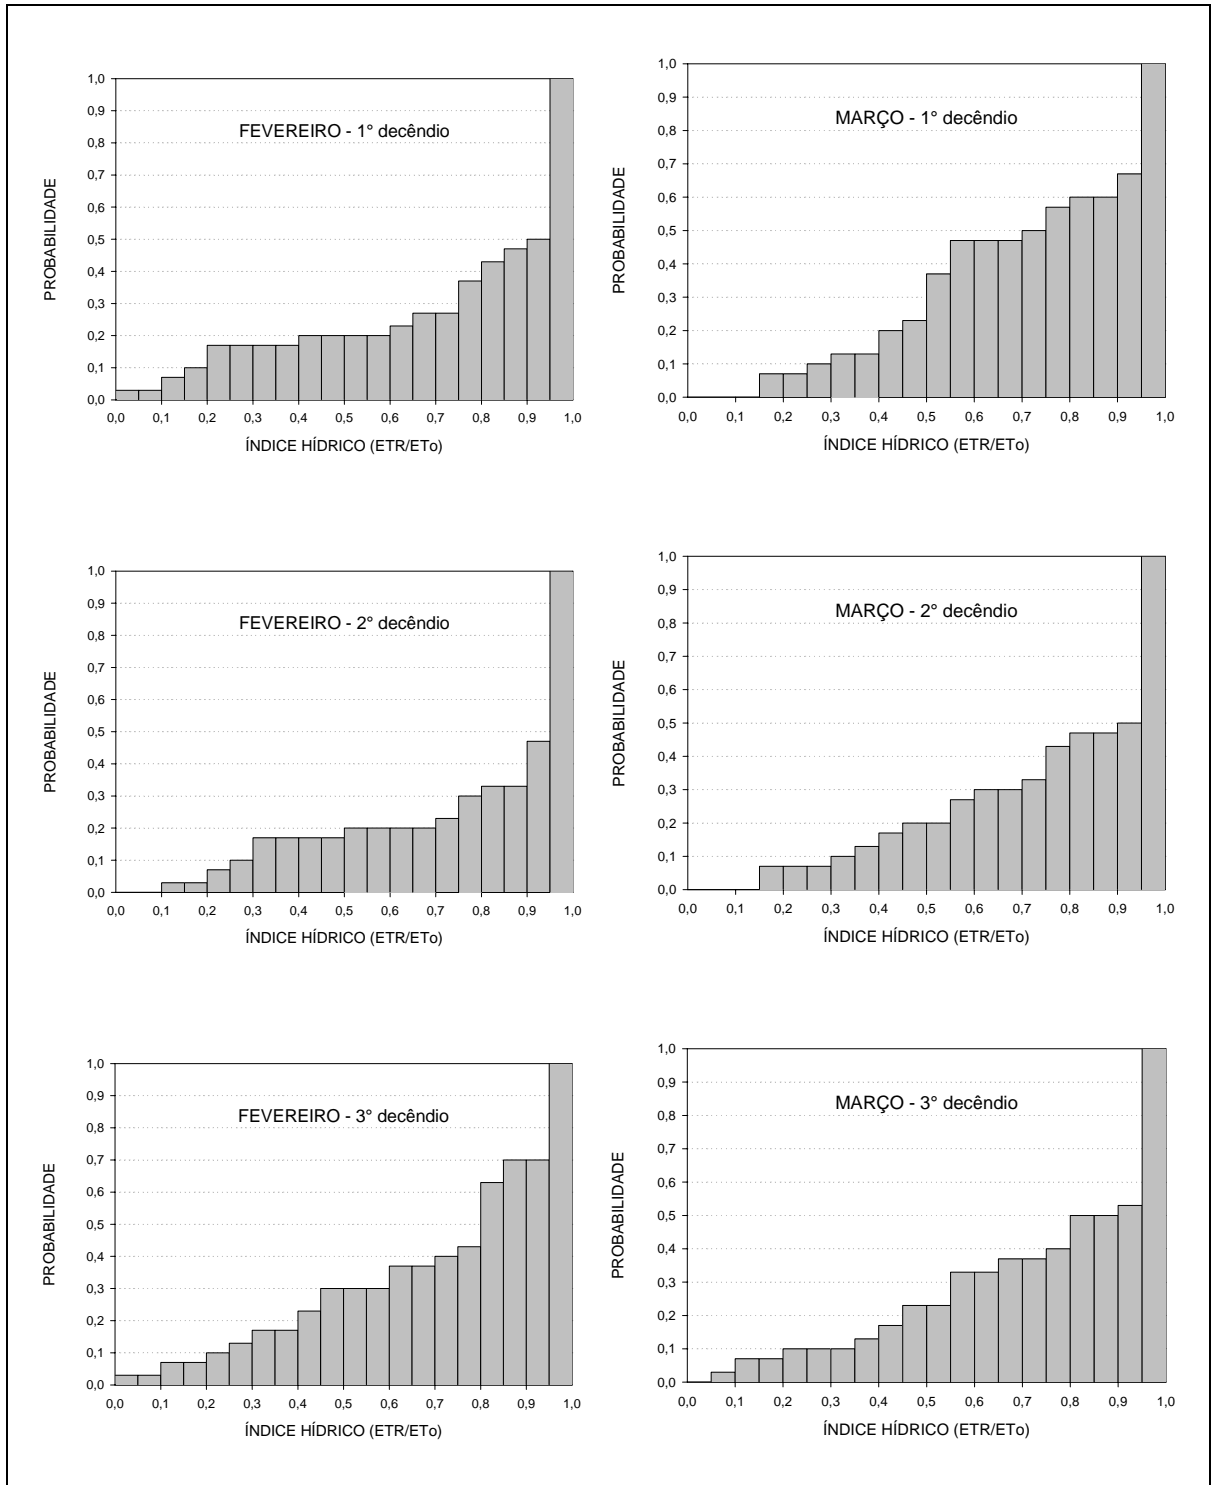 FEVEREIRO - 1° decêndio
PROBABILIDADE
1,0
0,9
0,8
0,7
0,6
0,5
0,4
0,3
0,2
0,1
0,0
0,0 0,1 0,2 0,3 0,4 0,5 0,6 0,7 0,8 0,9 1,0
ÍNDICE HÍDRICO (ETR/ETo)
MARÇO - 1° decêndio
PROBABILIDADE
1,0
0,9
0,8
0,7
0,6
0,5
0,4
0,3
0,2
0,1
0,0
0,0 0,1 0,2 0,3 0,4 0,5 0,6 0,7 0,8 0,9 1,0
ÍNDICE HÍDRICO (ETR/ETo)
FEVEREIRO - 2° decêndio
PROBABILIDADE
1,0
0,9
0,8
0,7
0,6
0,5
0,4
0,3
0,2
0,1
0,0
0,0 0,1 0,2 0,3 0,4 0,5 0,6 0,7 0,8 0,9 1,0
ÍNDICE HÍDRICO (ETR/ETo)
MARÇO - 2° decêndio
PROBABILIDADE
1,0
0,9
0,8
0,7
0,6
0,5
0,4
0,3
0,2
0,1
0,0
0,0 0,1 0,2 0,3 0,4 0,5 0,6 0,7 0,8 0,9 1,0
ÍNDICE HÍDRICO (ETR/ETo)
FEVEREIRO - 3° decêndio
PROBABILIDADE
1,0
0,9
0,8
0,7
0,6
0,5
0,4
0,3
0,2
0,1
0,0
0,0 0,1 0,2 0,3 0,4 0,5 0,6 0,7 0,8 0,9 1,0
ÍNDICE HÍDRICO (ETR/ETo)
MARÇO - 3° decêndio
PROBABILIDADE
1,0
0,9
0,8
0,7
0,6
0,5
0,4
0,3
0,2
0,1
0,0
0,0 0,1 0,2 0,3 0,4 0,5 0,6 0,7 0,8 0,9 1,0
ÍNDICE HÍDRICO (ETR/ETo)